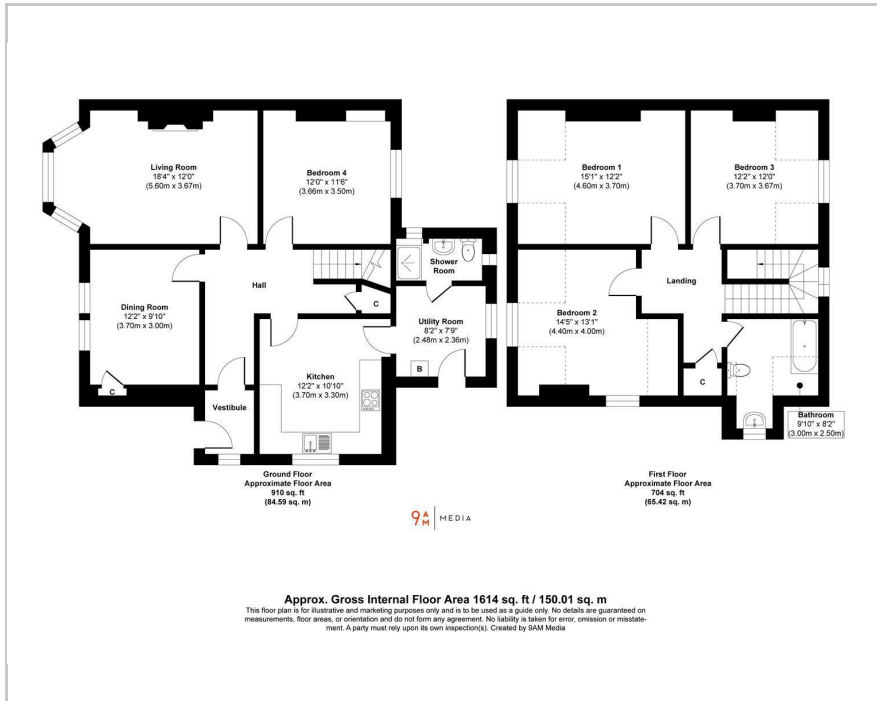 Living Room
18'4" x 12'0"
(5.60m x 3.67m)
Bedroom 4
12'0" x 11'6"
(3.66m x 3.50m)
Shower
Room
Hall
Dining Room
12'2" x 9'10"
(3.70m x 3.00m)
C
C
Utility Room
8'2" x 7'9"
(2.48m x 2.36m)
B
Kitchen
12'2" x 10'10"
(3.70m x 3.30m)
Vestibule
Ground Floor
Approximate Floor Area
910 sq. ft
(84.59 sq. m)
Bedroom 1
15'1" x 12'2"
(4.60m x 3.70m)
Bedroom 3
12'2" x 12'0"
(3.70m x 3.67m)
Landing
Bedroom 2
14'5" x 13'1"
(4.40m x 4.00m)
C
Bathroom
9'10" x 8'2"
(3.00m x 2.50m)
First Floor
Approximate Floor Area
704 sq. ft
(65.42 sq. m)
9AM MEDIA
Approx. Gross Internal Floor Area 1614 sq. ft / 150.01 sq. m
This floor plan is for illustrative and marketing purposes only and is to be used as a guide only. No details are guaranteed on
measurements, floor areas, or orientation and do not form any agreement. No liability is taken for error, omission or misstate-
ment. A party must rely upon its own inspection(s). Created by 9AM Media